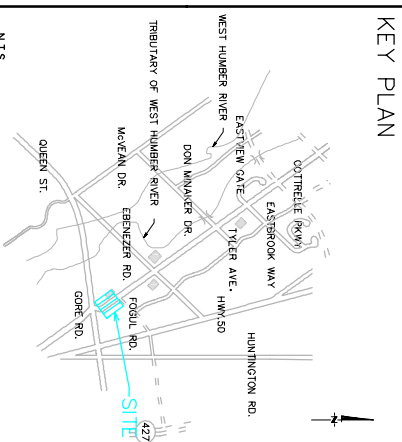 KEY PLAN
WEST HUMBER RIVER
TRIBUTARY OF WEST HUMBER RIVER
EASTVIEW GATE
DON MINAKER DR.
McVEAN DR.
QUEEN ST.
EBENEZER RD.
COTTRELLE PKWY
EASTBROOK WAY
TYLER AVE.
HWY.50
HUNTINGTON RD.
FOGUL RD.
GORE RD.
SITE
427
N
N.T.S.